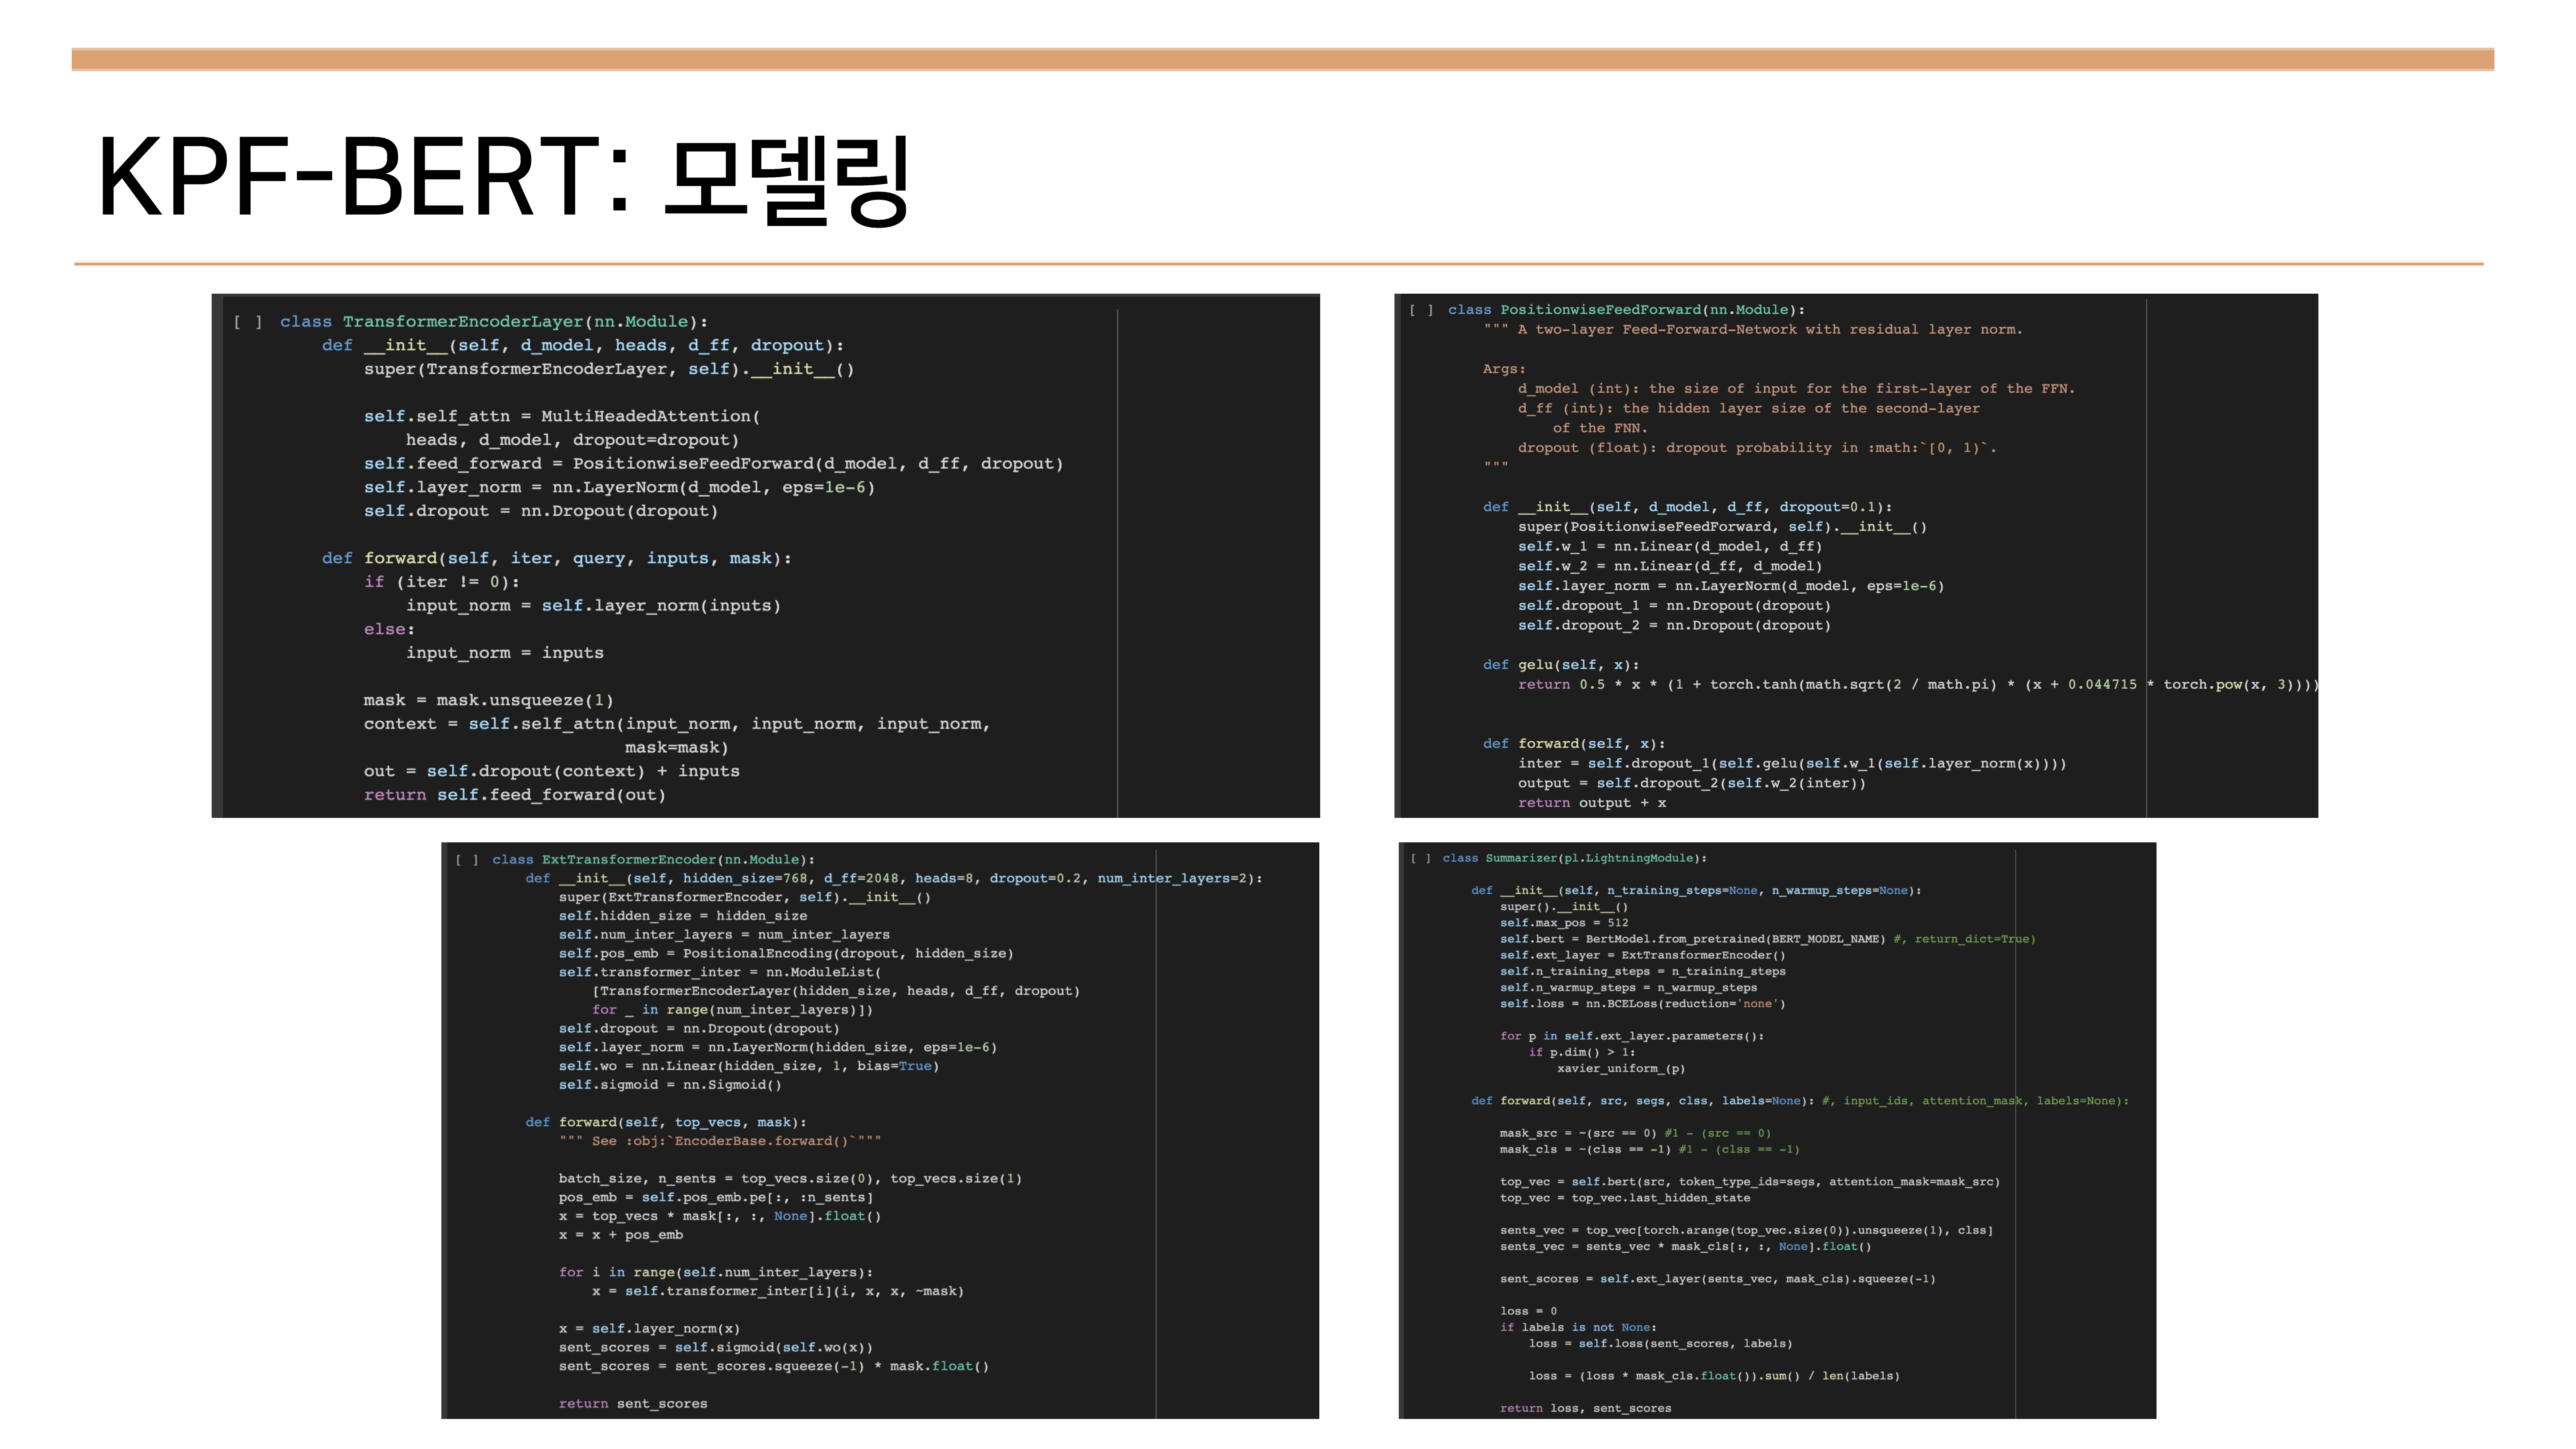 KPF-BERT: 모델링
[ ] class TransformerEncoderLayer(nn.Module):
    def __init__(self, d_model, heads, d_ff, dropout):
        super(TransformerEncoderLayer, self).__init__()

        self.self_attn = MultiHeadedAttention(
            heads, d_model, dropout=dropout)
        self.feed_forward = PositionwiseFeedForward(d_model, d_ff, dropout)
        self.layer_norm = nn.LayerNorm(d_model, eps=1e-6)
        self.dropout = nn.Dropout(dropout)

    def forward(self, iter, query, inputs, mask):
        if (iter != 0):
            input_norm = self.layer_norm(inputs)
        else:
            input_norm = inputs

        mask = mask.unsqueeze(1)
        context = self.self_attn(input_norm, input_norm, input_norm,
                                 mask=mask)
        out = self.dropout(context) + inputs
        return self.feed_forward(out)
[ ] class PositionwiseFeedForward(nn.Module):
    """ A two-layer Feed-Forward-Network with residual layer norm.

    Args:
        d_model (int): the size of input for the first-layer of the FFN.
        d_ff (int): the hidden layer size of the second-layer
            of the FNN.
        dropout (float): dropout probability in :math:`[0, 1)`.
    """

    def __init__(self, d_model, d_ff, dropout=0.1):
        super(PositionwiseFeedForward, self).__init__()
        self.w_1 = nn.Linear(d_model, d_ff)
        self.w_2 = nn.Linear(d_ff, d_model)
        self.layer_norm = nn.LayerNorm(d_model, eps=1e-6)
        self.dropout_1 = nn.Dropout(dropout)
        self.dropout_2 = nn.Dropout(dropout)

    def gelu(self, x):
        return 0.5 * x * (1 + torch.tanh(math.sqrt(2 / math.pi) * (x + 0.044715 * torch.pow(x, 3))))

    def forward(self, x):
        inter = self.dropout_1(self.gelu(self.w_1(self.layer_norm(x))))
        output = self.dropout_2(self.w_2(inter))
        return output + x
[ ] class ExtTransformerEncoder(nn.Module):
    def __init__(self, hidden_size=768, d_ff=2048, heads=8, dropout=0.2, num_inter_layers=2):
        super(ExtTransformerEncoder, self).__init__()
        self.hidden_size = hidden_size
        self.num_inter_layers = num_inter_layers
        self.pos_emb = PositionalEncoding(dropout, hidden_size)
        self.transformer_inter = nn.ModuleList(
            [TransformerEncoderLayer(hidden_size, heads, d_ff, dropout)
            for _ in range(num_inter_layers)])
        self.dropout = nn.Dropout(dropout)
        self.layer_norm = nn.LayerNorm(hidden_size, eps=1e-6)
        self.wo = nn.Linear(hidden_size, 1, bias=True)
        self.sigmoid = nn.Sigmoid()

    def forward(self, top_vecs, mask):
        """ See :obj:`EncoderBase.forward()`"""

        batch_size, n_sents = top_vecs.size(0), top_vecs.size(1)
        pos_emb = self.pos_emb.pe[:, :n_sents]
        x = top_vecs * mask[:, :, None].float()
        x = x + pos_emb

        for i in range(self.num_inter_layers):
            x = self.transformer_inter[i](i, x, x, ~mask)

        x = self.layer_norm(x)
        sent_scores = self.sigmoid(self.wo(x))
        sent_scores = sent_scores.squeeze(-1) * mask.float()

        return sent_scores
[ ] class Summarizer(pl.LightningModule):

    def __init__(self, n_training_steps=None, n_warmup_steps=None):
        super().__init__()
        self.max_pos = 512
        self.bert = BertModel.from_pretrained(BERT_MODEL_NAME) #, return_dict=True)
        self.ext_layer = ExtTransformerEncoder()
        self.n_training_steps = n_training_steps
        self.n_warmup_steps = n_warmup_steps
        self.loss = nn.BCELoss(reduction='none')

        for p in self.ext_layer.parameters():
            if p.dim() > 1:
                xavier_uniform_(p)

    def forward(self, src, segs, clss, labels=None): #, input_ids, attention_mask, labels=None):

        mask_src = ~(src == 0) #1 - (src == 0)
        mask_cls = ~(clss == -1) #1 - (clss == -1)

        top_vec = self.bert(src, token_type_ids=segs, attention_mask=mask_src)
        top_vec = top_vec.last_hidden_state

        sents_vec = top_vec[torch.arange(top_vec.size(0)).unsqueeze(1), clss]
        sents_vec = sents_vec * mask_cls[:, :, None].float()

        sent_scores = self.ext_layer(sents_vec, mask_cls).squeeze(-1)

        loss = 0
        if labels is not None:
            loss = self.loss(sent_scores, labels)

            loss = (loss * mask_cls.float()).sum() / len(labels)

        return loss, sent_scores